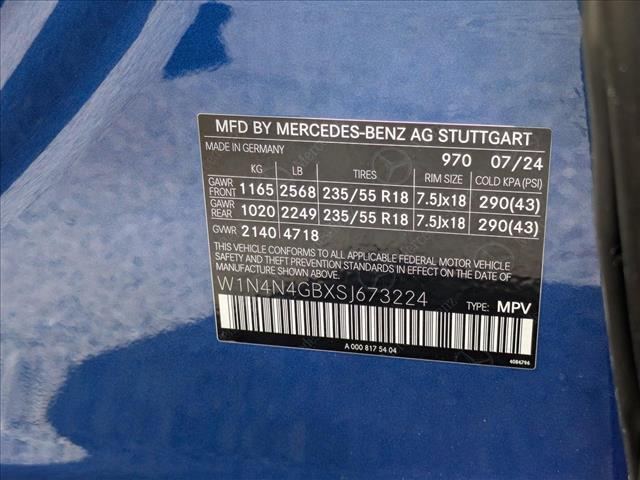 MFD BY MERCEDES-BENZ AG STUTTGART
MADE IN GERMANY 970 07/24
KG LB TIRES RIM SIZE COLD KPA (PSI)
GAWR FRONT 1165 2568 235/55 R18 7.5Jx18 290(43)
GAWR REAR 1020 2249 235/55 R18 7.5Jx18 290(43)
GVWR 2140 4718
THIS VEHICLE CONFORMS TO ALL APPLICABLE FEDERAL MOTOR VEHICLE
SAFETY AND THEFT PREVENTION STANDARDS IN EFFECT ON THE DATE OF
MANUFACTURE SHOWN ABOVE.
W1N4N4GBXSJ673224
TYPE: MPV
A 000 817 54 04
4084796